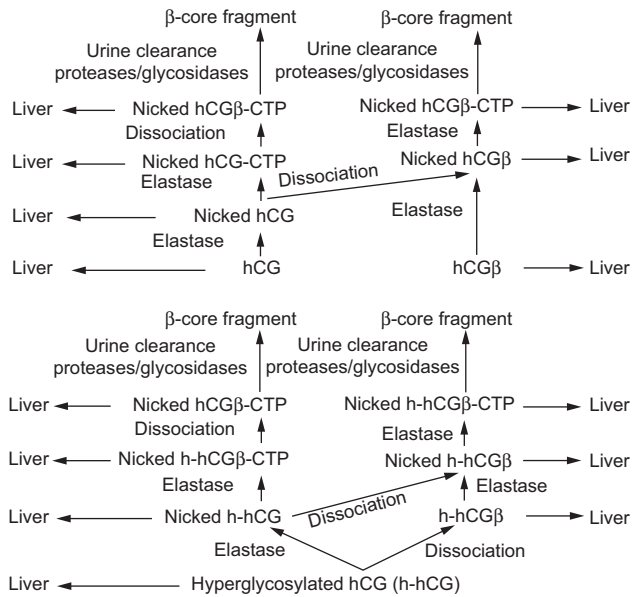 β-core fragment β-core fragment
Urine clearance Urine clearance
proteases/glycosidases proteases/glycosidases
Liver Nicked hCGβ-CTP Nicked hCGβ-CTP Liver
Dissociation Elastase
Liver Nicked hCG-CTP Nicked hCGβ Liver
Elastase Dissociation
Liver Nicked hCG Elastase
Elastase
Liver hCG hCGβ Liver
β-core fragment β-core fragment
Urine clearance Urine clearance
proteases/glycosidases proteases/glycosidases
Liver Nicked hCGβ-CTP Nicked h-hCGβ-CTP Liver
Dissociation Elastase
Liver Nicked h-hCGβ-CTP Nicked h-hCGβ Liver
Elastase Dissociation Elastase
Liver Nicked h-hCG h-hCGβ Liver
Elastase Dissociation
Liver Hyperglycosylated hCG (h-hCG)